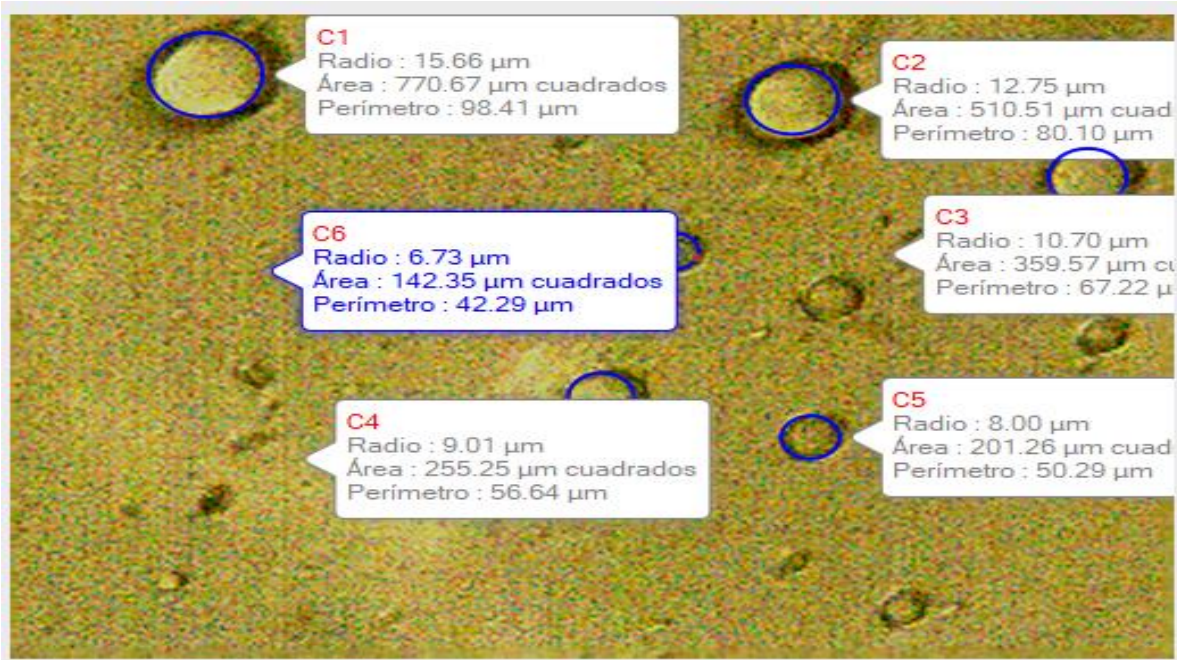 C1
Radio : 15.66 µm
Área : 770.67 µm cuadrados
Perímetro : 98.41 µm
C2
Radio : 12.75 µm
Área : 510.51 µm cuad
Perímetro : 80.10 µm
C3
Radio : 10.70 µm
Área : 359.57 µm
Perímetro : 67.22 µ
C6
Radio : 6.73 µm
Área : 142.35 µm cuadrados
Perímetro : 42.29 µm
C4
Radio : 9.01 µm
Área : 255.25 µm cuadrados
Perímetro : 56.64 µm
C5
Radio : 8.00 µm
Área : 201.26 µm cuad
Perímetro : 50.29 µm